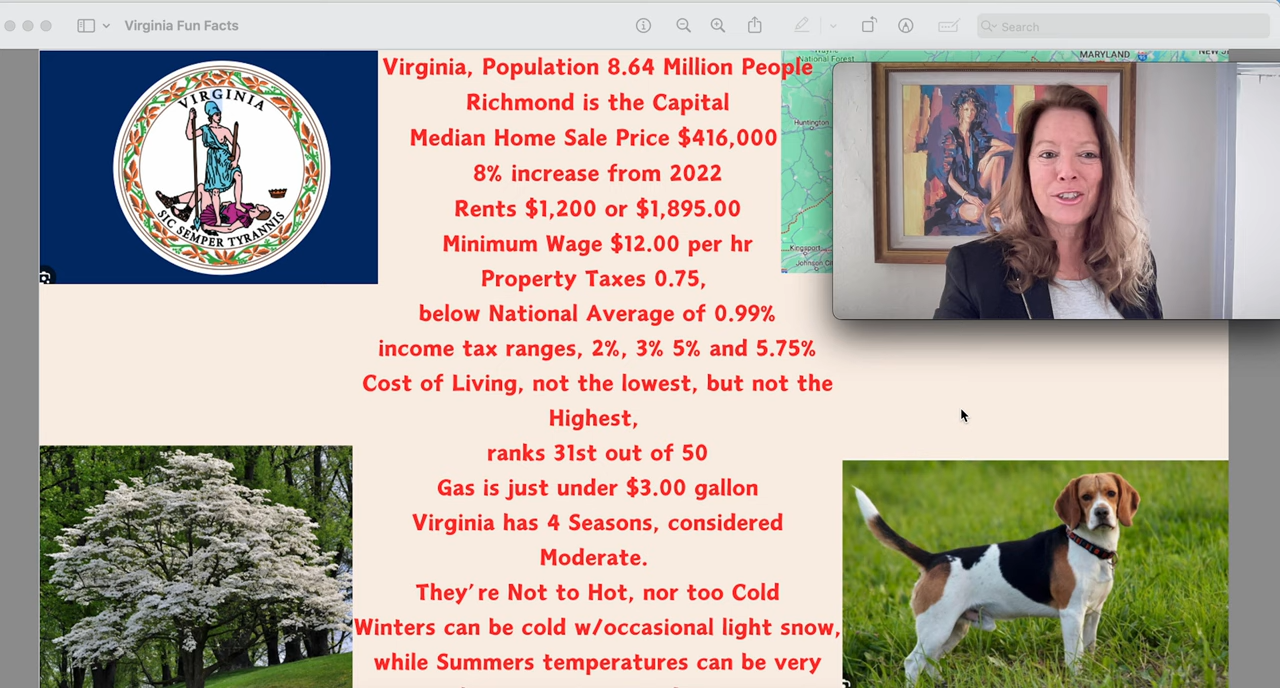 Virginia Fun Facts
Search
VIRGINIA
SIC SEMPER TYRANNIS
Virginia, Population 8.64 Million People
Richmond is the Capital
Median Home Sale Price $416,000
8% increase from 2022
Rents $1,200 or $1,895.00
Minimum Wage $12.00 per hr
Property Taxes 0.75,
below National Average of 0.99%
income tax ranges, 2%, 3% 5% and 5.75%
Cost of Living, not the lowest, but not the
Highest,
ranks 31st out of 50
Gas is just under $3.00 gallon
Virginia has 4 Seasons, considered
Moderate.
They're Not to Hot, nor too Cold
Winters can be cold w/occasional light snow,
while Summers temperatures can be very
Wayne
National Forest
MARYLAND
NEW J
Huntington
Kingsport
Johnson C